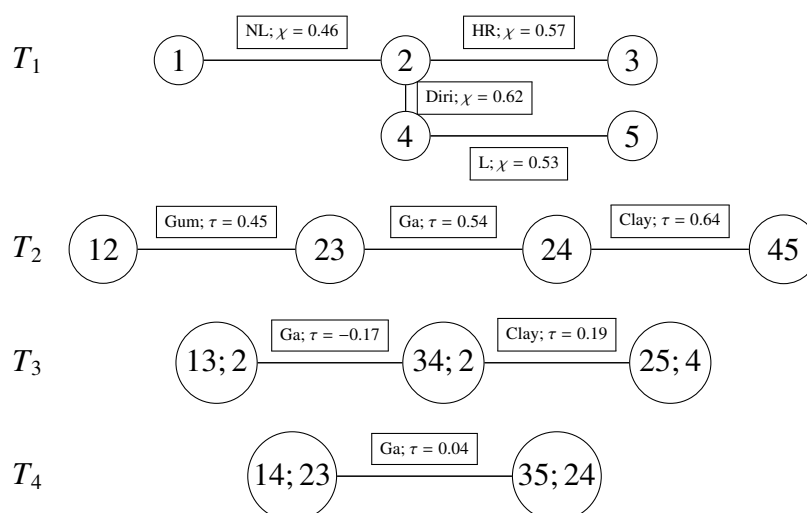 NL; χ = 0.46 HR; χ = 0.57
T₁ 1 2 3
Diri; χ = 0.62
4 5
L; χ = 0.53
Gum; τ = 0.45 Ga; τ = 0.54 Clay; τ = 0.64
T₂ 12 23 24 45
Ga; τ = −0.17 Clay; τ = 0.19
T₃ 13; 2 34; 2 25; 4
Ga; τ = 0.04
T₄ 14; 23 35; 24